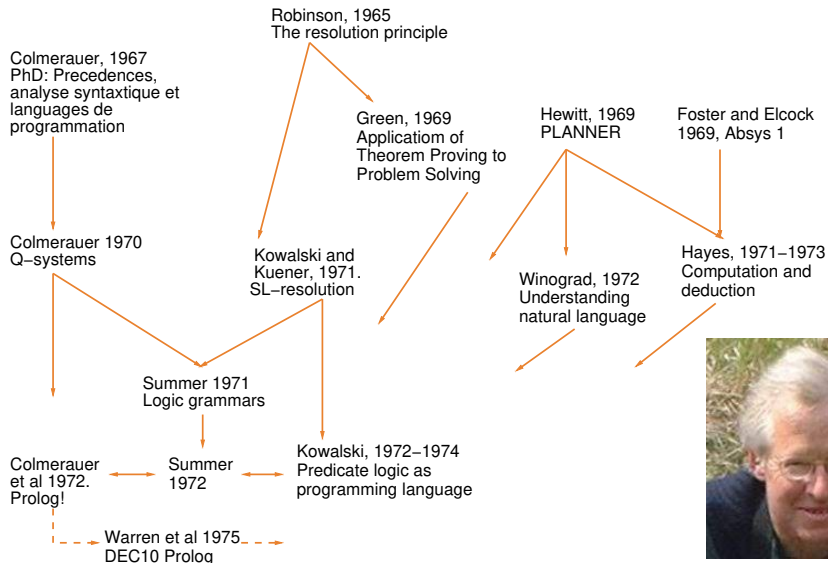 Robinson, 1965
The resolution principle
Colmerauer, 1967
PhD: Precedences,
analyse syntaxtique et
languages de
programmation
Green, 1969
Applicatiom of
Theorem Proving to
Problem Solving
Hewitt, 1969
PLANNER
Foster and Elcock
1969, Absys 1
Colmerauer 1970
Q−systems
Kowalski and
Kuener, 1971.
SL−resolution
Winograd, 1972
Understanding
natural language
Hayes, 1971−1973
Computation and
deduction
Summer 1971
Logic grammars
Colmerauer
et al 1972.
Prolog!
Summer
1972
Kowalski, 1972−1974
Predicate logic as
programming language
Warren et al 1975
DEC10 Prolog